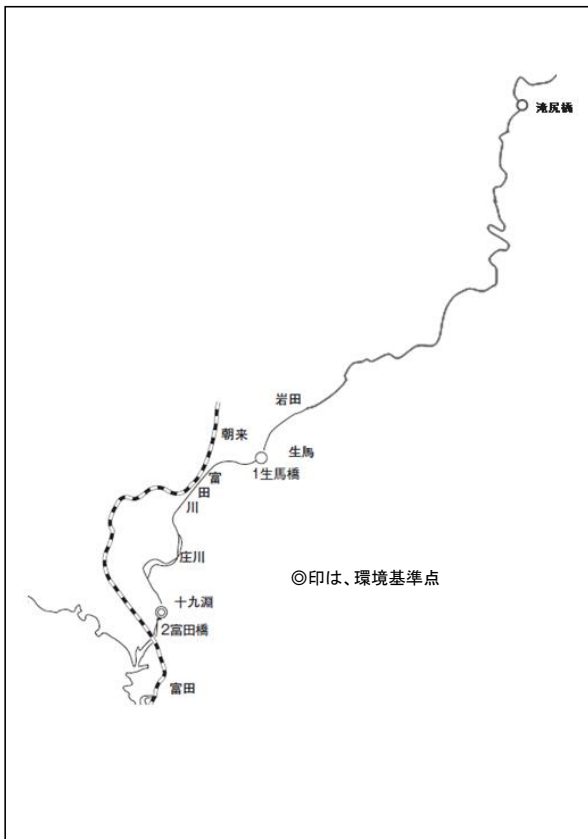 滝尻橋
岩田
朝来
生馬
1生馬橋
富田川
庄川
◎印は、環境基準点
十九淵
2富田橋
富田